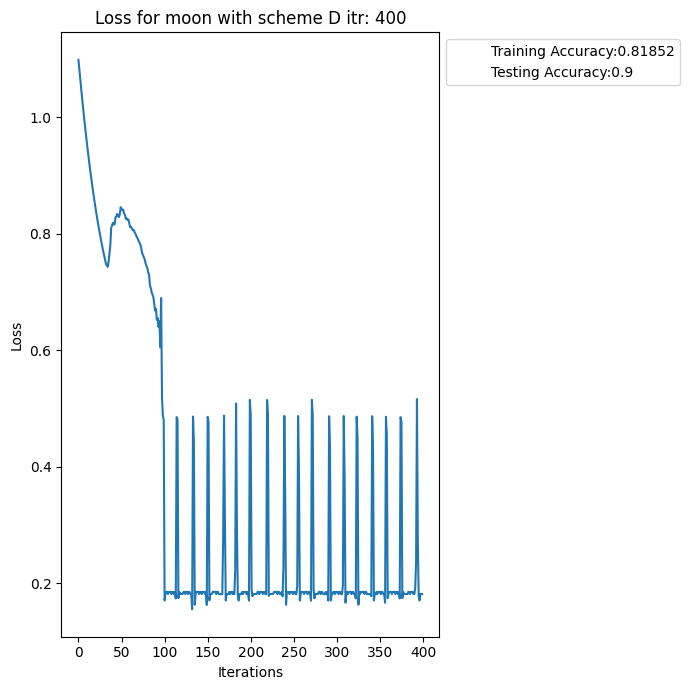 Loss for moon with scheme D itr: 400
Training Accuracy:0.81852
Testing Accuracy:0.9
1.0
0.8
0.6
0.4
0.2
Loss
0 50 100 150 200 250 300 350 400
Iterations